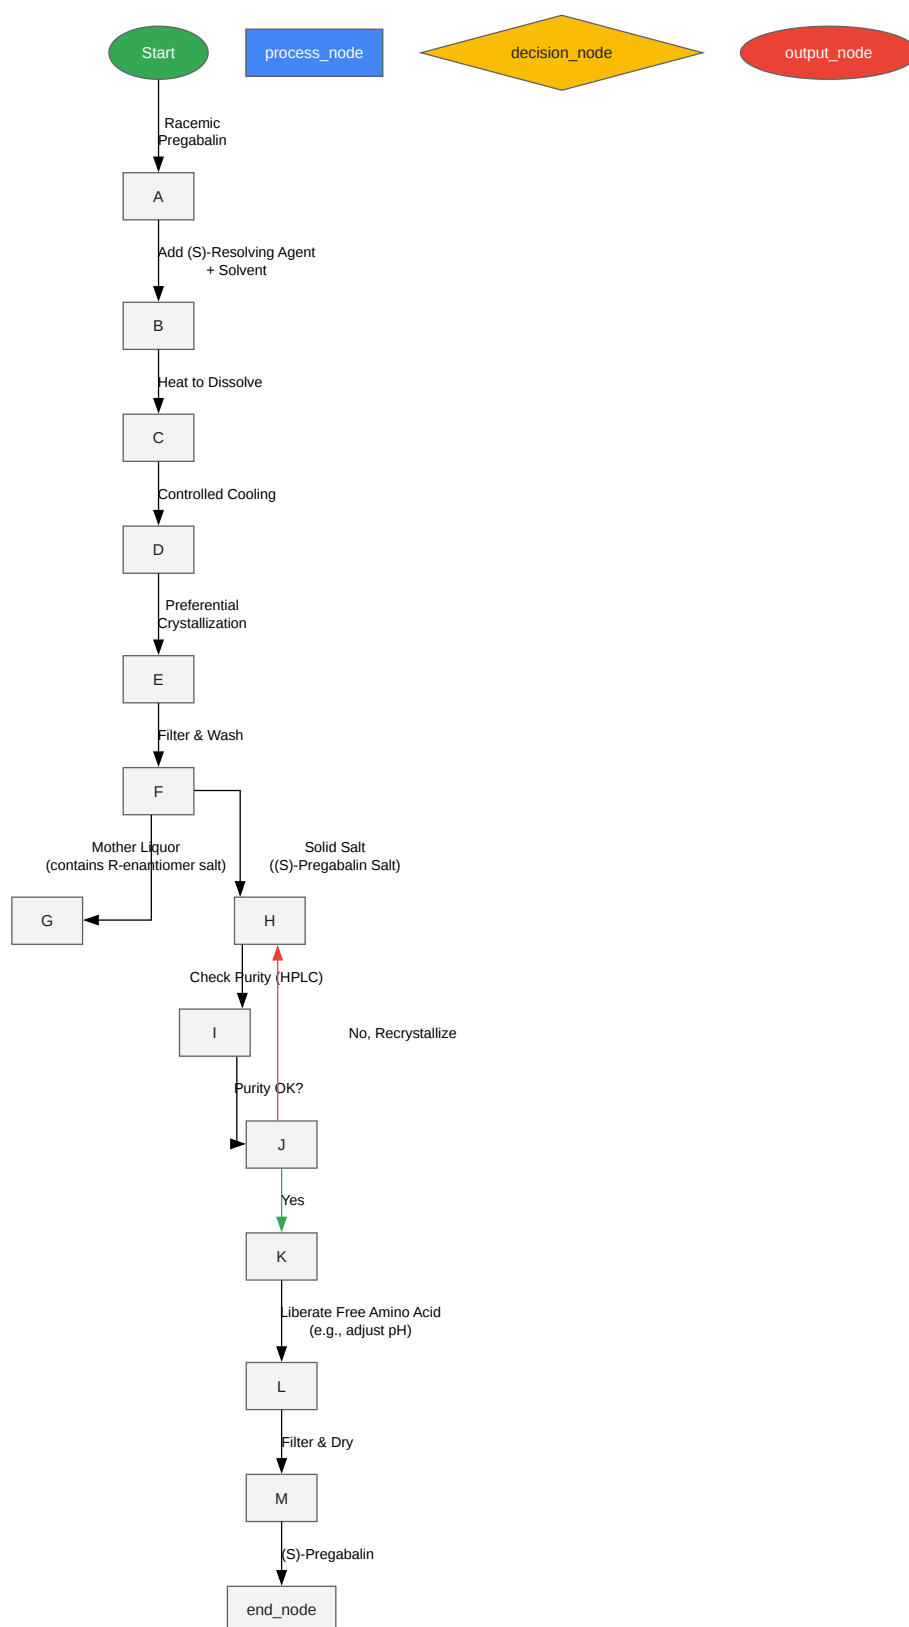 Start
process_node
decision_node
output_node
Racemic
Pregabalin
A
Add (S)-Resolving Agent
+ Solvent
B
Heat to Dissolve
C
Controlled Cooling
D
Preferential
Crystallization
E
Filter & Wash
F
Mother Liquor
(contains R-enantiomer salt)
Solid Salt
((S)-Pregabalin Salt)
G
H
Check Purity (HPLC)
I
No, Recrystallize
Purity OK?
J
Yes
K
Liberate Free Amino Acid
(e.g., adjust pH)
L
Filter & Dry
M
(S)-Pregabalin
end_node